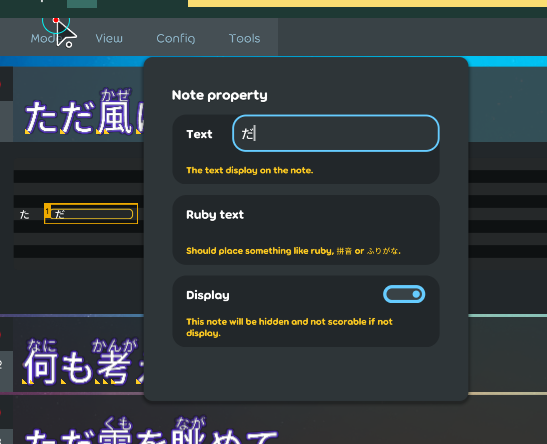 Mod View Config Tools
かぜ
ただ風
Note property
Text だ
The text display on the note.
た 1 だ
Ruby text
Should place something like ruby, 拼音 or ふりがな.
Display
This note will be hidden and not scorable if not
display.
なに かんが
何も考
くも なが
ただ雲を眺めて